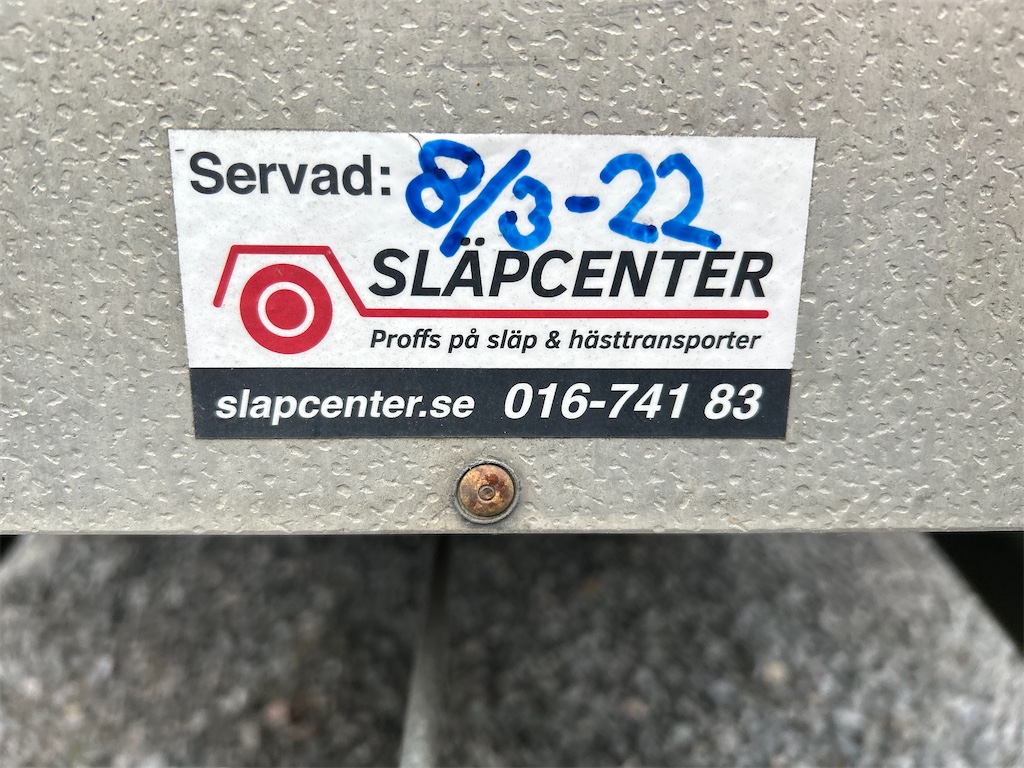 Servad: 8/3-22
SLÄPCENTER
Proffs på släp & hästtransporter
slapcenter.se 016-741 83